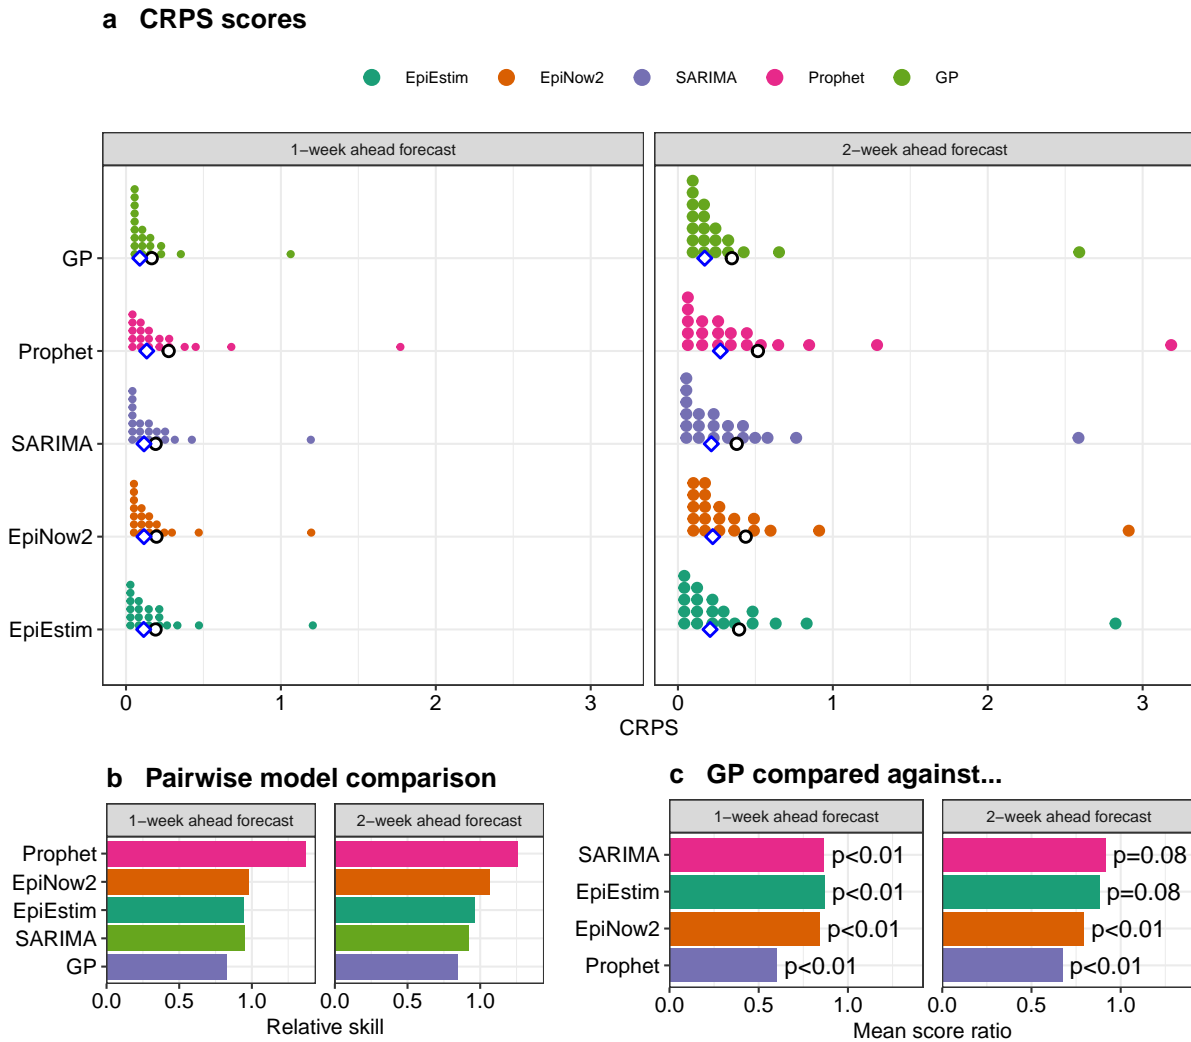 a CRPS scores
EpiEstim EpiNow2 SARIMA Prophet GP
1−week ahead forecast 2−week ahead forecast
GP
Prophet
SARIMA
EpiNow2
EpiEstim
0 1 2 3 0 1 2 3
CRPS
b Pairwise model comparison
1−week ahead forecast 2−week ahead forecast
Prophet
EpiNow2
EpiEstim
SARIMA
GP
0.0 0.5 1.0 0.0 0.5 1.0
Relative skill
c GP compared against...
1−week ahead forecast 2−week ahead forecast
SARIMA p<0.01 p=0.08
EpiEstim p<0.01 p=0.08
EpiNow2 p<0.01 p<0.01
Prophet p<0.01 p<0.01
0.0 0.5 1.0 0.0 0.5 1.0
Mean score ratio